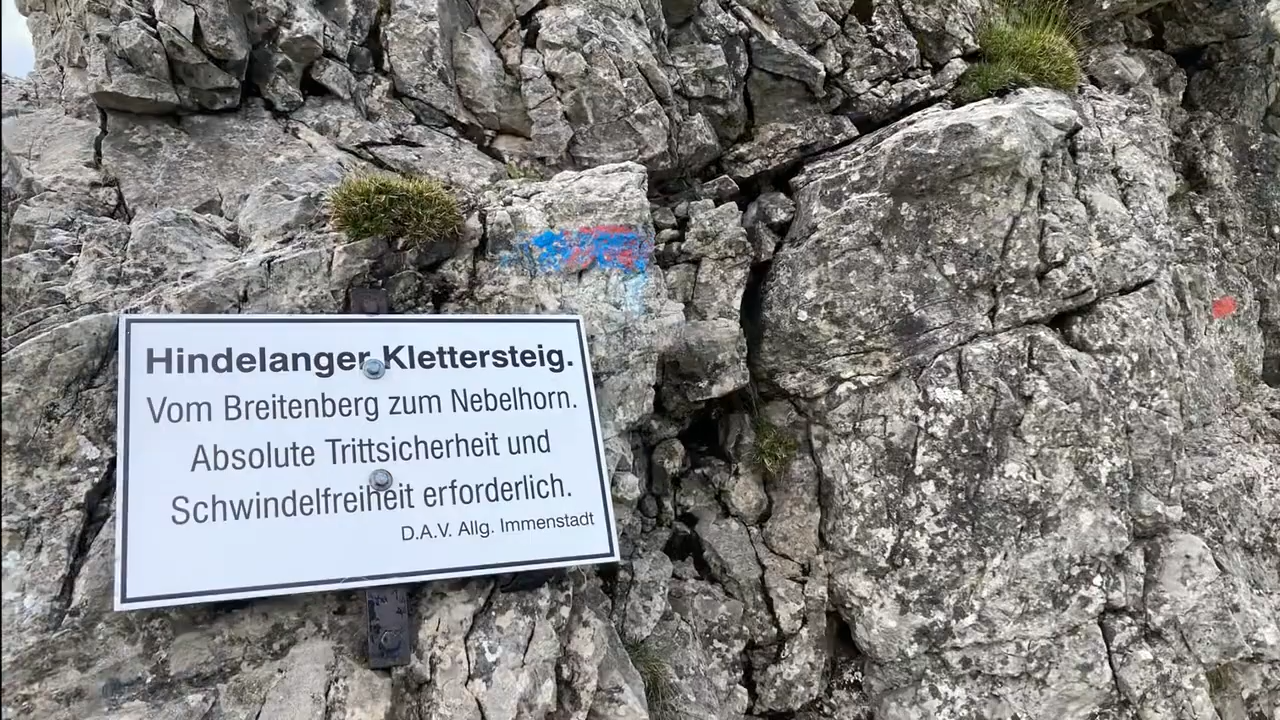 Hindelanger Klettersteig.
Vom Breitenberg zum Nebelhorn.
Absolute Trittsicherheit und
Schwindelfreiheit erforderlich.
D.A.V. Allg. Immenstadt